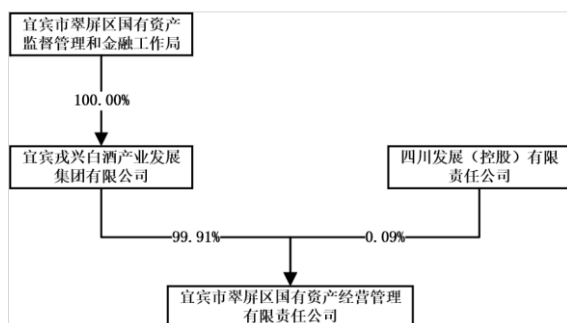 宜宾市翠屏区国有资产
监督管理和金融工作局
100.00%
宜宾戎兴白酒产业发展
集团有限公司
四川发展（控股）有限
责任公司
99.91%
0.09%
宜宾市翠屏区国有资产经营管理
有限责任公司